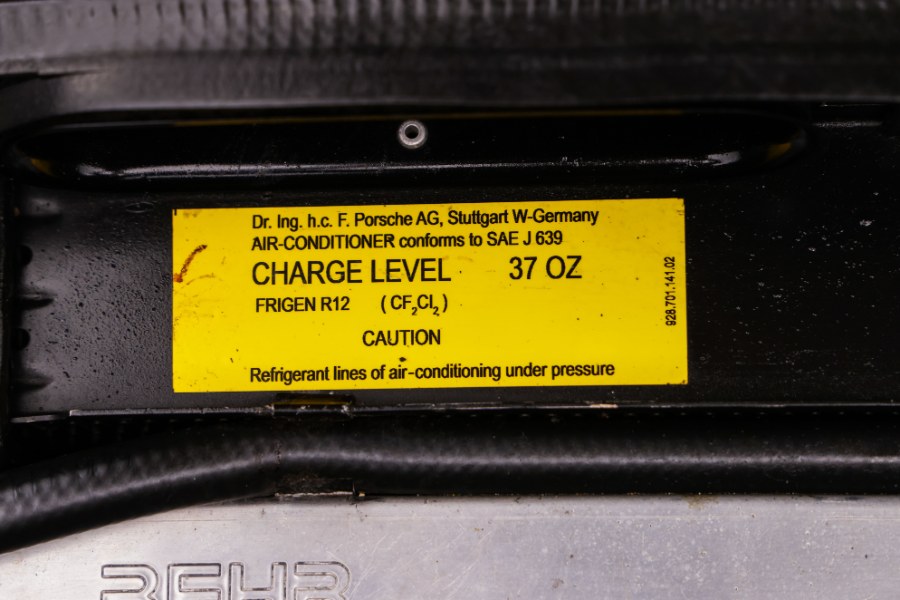 Dr. Ing. h.c. F. Porsche AG, Stuttgart W-Germany
AIR-CONDITIONER conforms to SAE J 639
CHARGE LEVEL 37 OZ
FRIGEN R12 ( CF₂Cl₂ )
CAUTION
Refrigerant lines of air-conditioning under pressure
928.701.141.02
BEHR